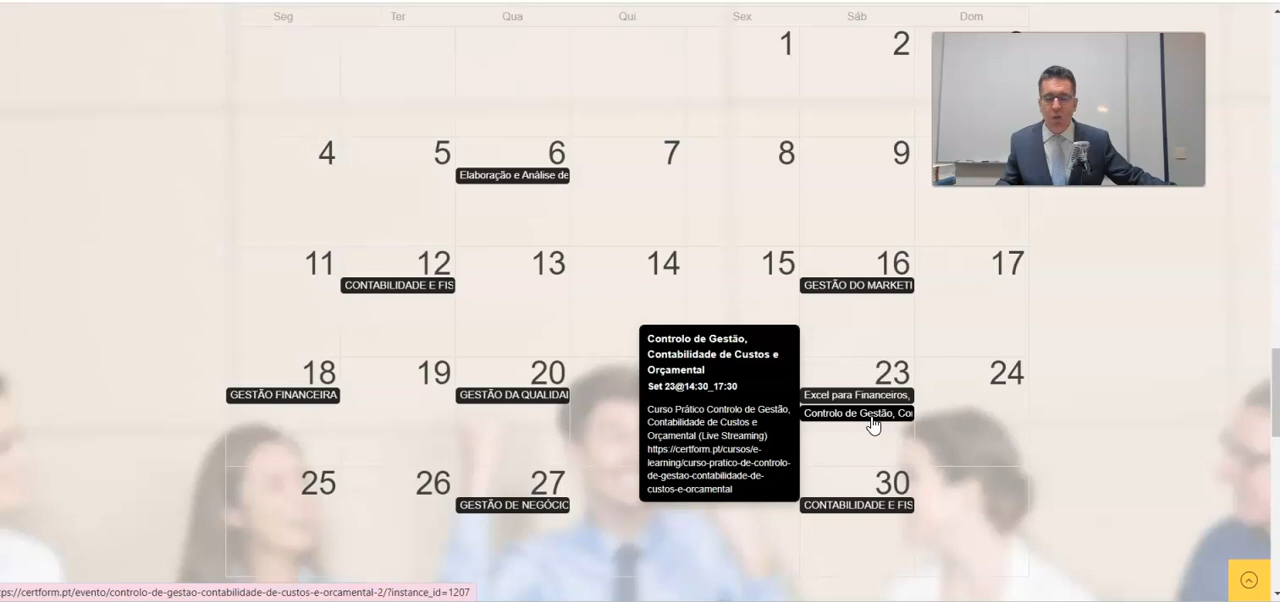 Seg Ter Qua Qui Sex Sáb Dom
1 2
4 5 6 7 8 9
Elaboração e Análise de
11 12 13 14 15 16 17
CONTABILIDADE E FIS
GESTÃO DO MARKETI
Controlo de Gestão,
Contabilidade de Custos e
Orçamental
Set 23@14:30_17:30
Curso Prático Controlo de Gestão,
Contabilidade de Custos e
Orçamental (Live Streaming)
https://certform.pt/cursos/e-
learning/curso-pratico-de-controlo-
de-gestao-contabilidade-de-
custos-e-orcamental
18 19 20 23 24
GESTÃO FINANCEIRA
GESTÃO DA QUALIDAI
Excel para Financeiros,
Controlo de Gestão, Co
25 26 27 30
GESTÃO DE NEGÓCIO
CONTABILIDADE E FIS
ps://certform.pt/evento/controlo-de-gestao-contabilidade-de-custos-e-orcamental-2/?instance_id=1207